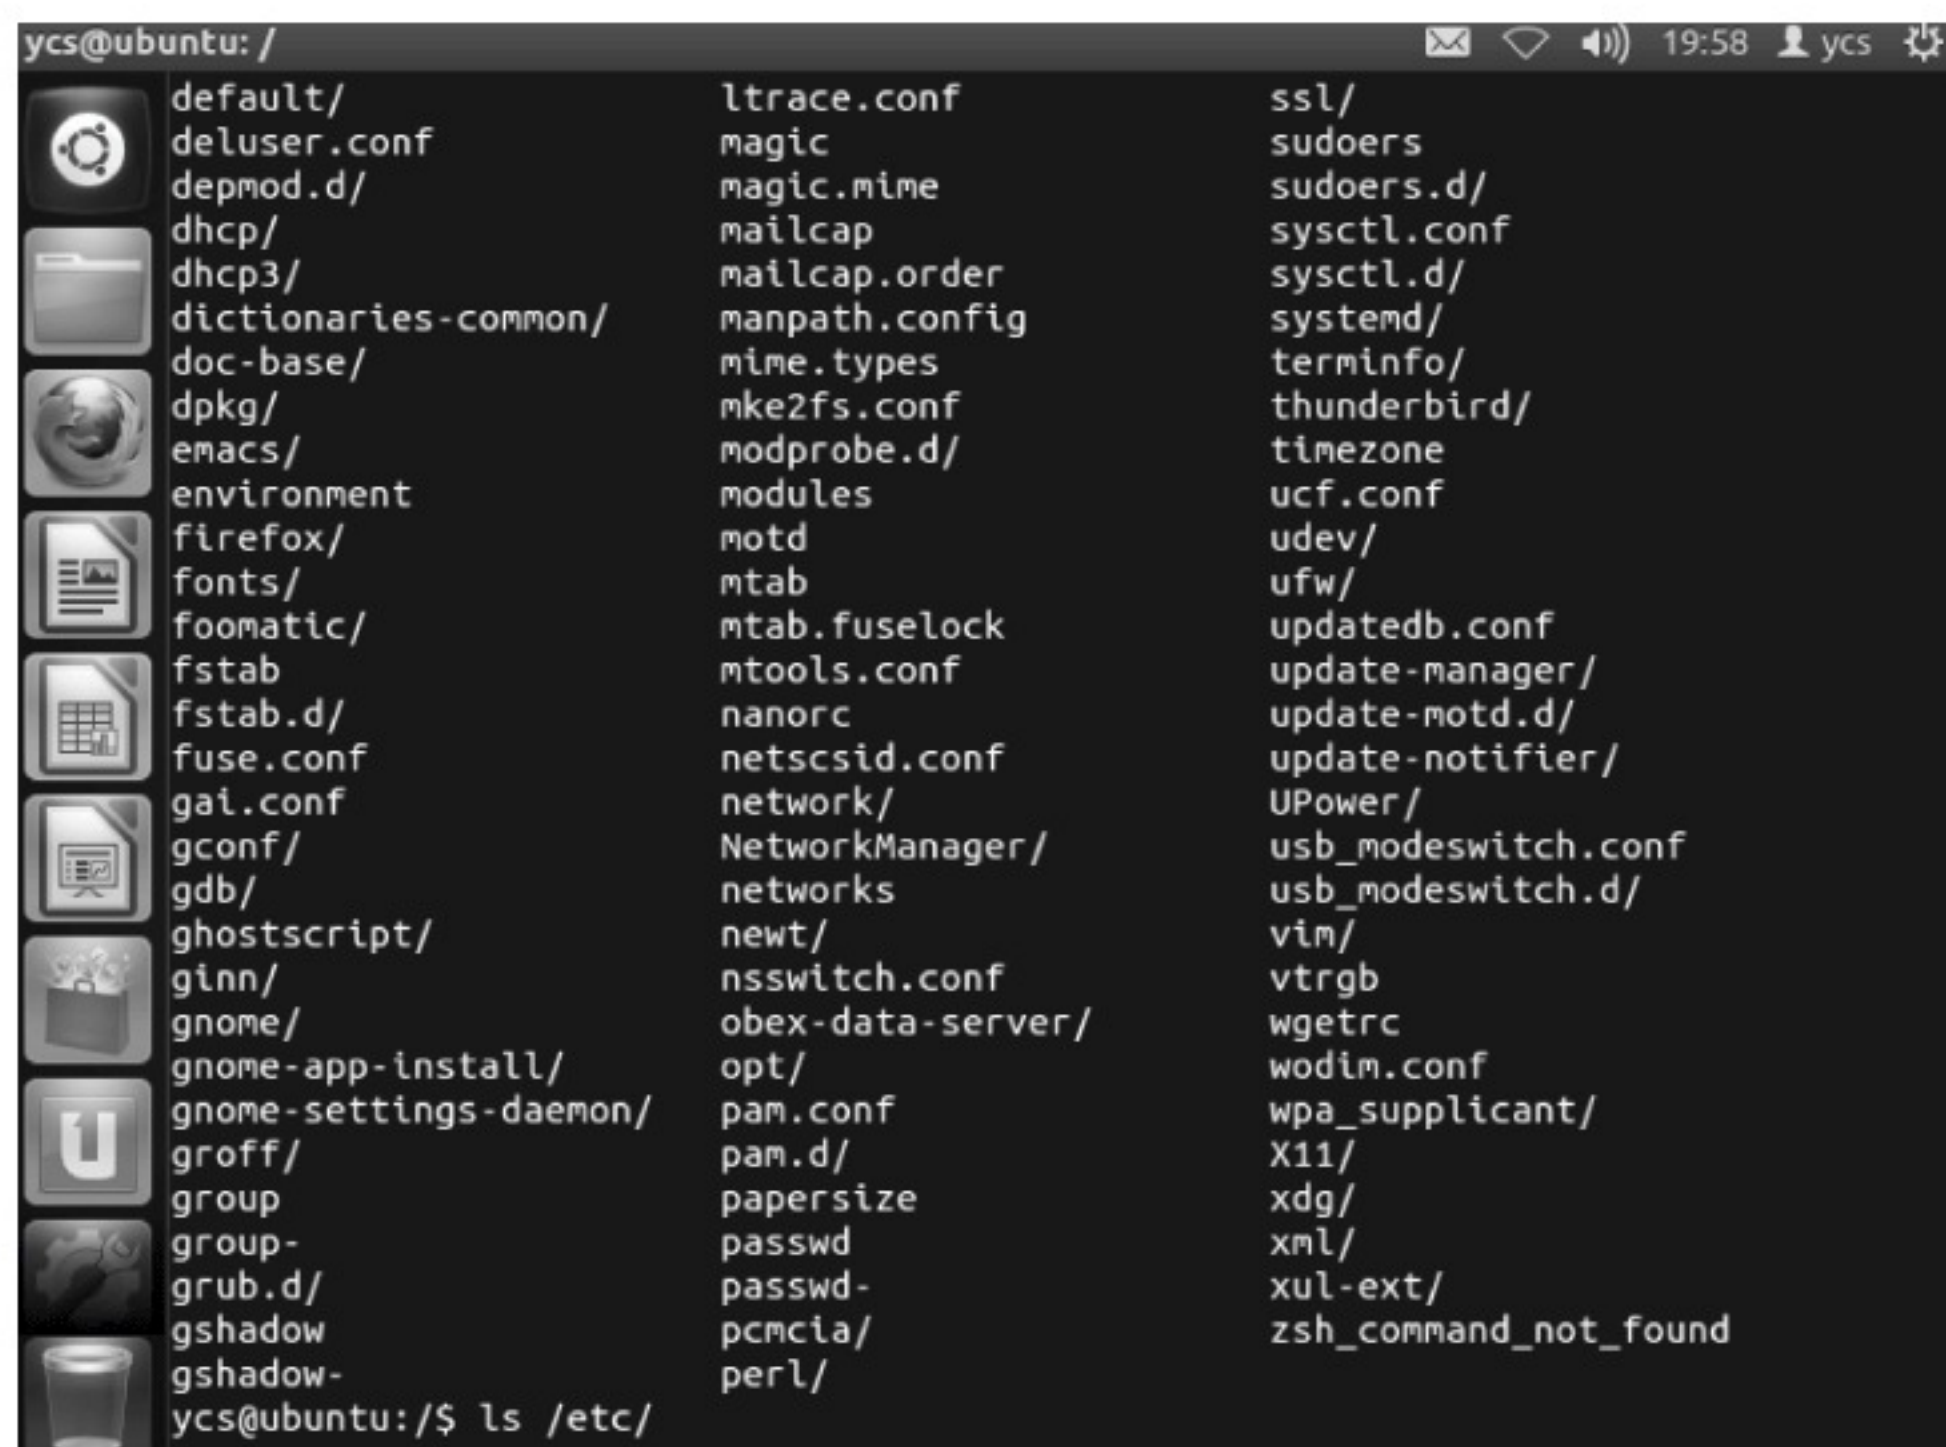 ycs@ubuntu: / 19:58 ycs
default/ ltrace.conf ssl/
deluser.conf magic sudoers
depmod.d/ magic.mime sudoers.d/
dhcp/ mailcap sysctl.conf
dhcp3/ mailcap.order sysctl.d/
dictionaries-common/ manpath.config systemd/
doc-base/ mime.types terminfo/
dpkg/ mke2fs.conf thunderbird/
emacs/ modprobe.d/ timezone
environment modules ucf.conf
firefox/ motd udev/
fonts/ mtab ufw/
foomatic/ mtab.fuselock updatedb.conf
fstab mtools.conf update-manager/
fstab.d/ nanorc update-motd.d/
fuse.conf netscsid.conf update-notifier/
gai.conf network/ UPower/
gconf/ NetworkManager/ usb_modeswitch.conf
gdb/ networks usb_modeswitch.d/
ghostscript/ newt/ vim/
ginn/ nsswitch.conf vtrgb
gnome/ obex-data-server/ wgetrc
gnome-app-install/ opt/ wodim.conf
gnome-settings-daemon/ pam.conf wpa_supplicant/
groff/ pam.d/ X11/
group papersize xdg/
group- passwd xml/
grub.d/ passwd- xul-ext/
gshadow pcmcia/ zsh_command_not_found
gshadow- perl/
ycs@ubuntu:/$ ls /etc/